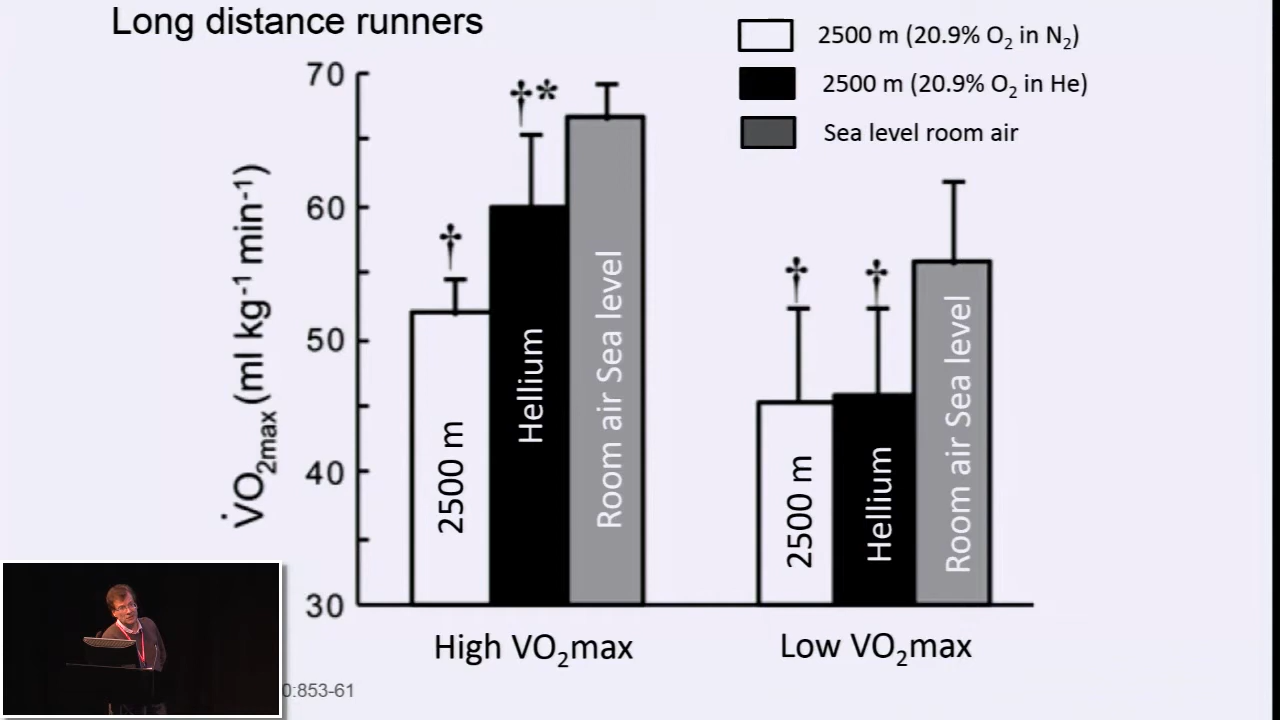 Long distance runners
2500 m (20.9% O₂ in N₂)
2500 m (20.9% O₂ in He)
Sea level room air
V̇O₂max (ml kg⁻¹ min⁻¹)
70
60
50
40
30
†
†*
†
†
2500 m
Hellium
Room air Sea level
2500 m
Hellium
Room air Sea level
High VO₂max
Low VO₂max
0:853-61